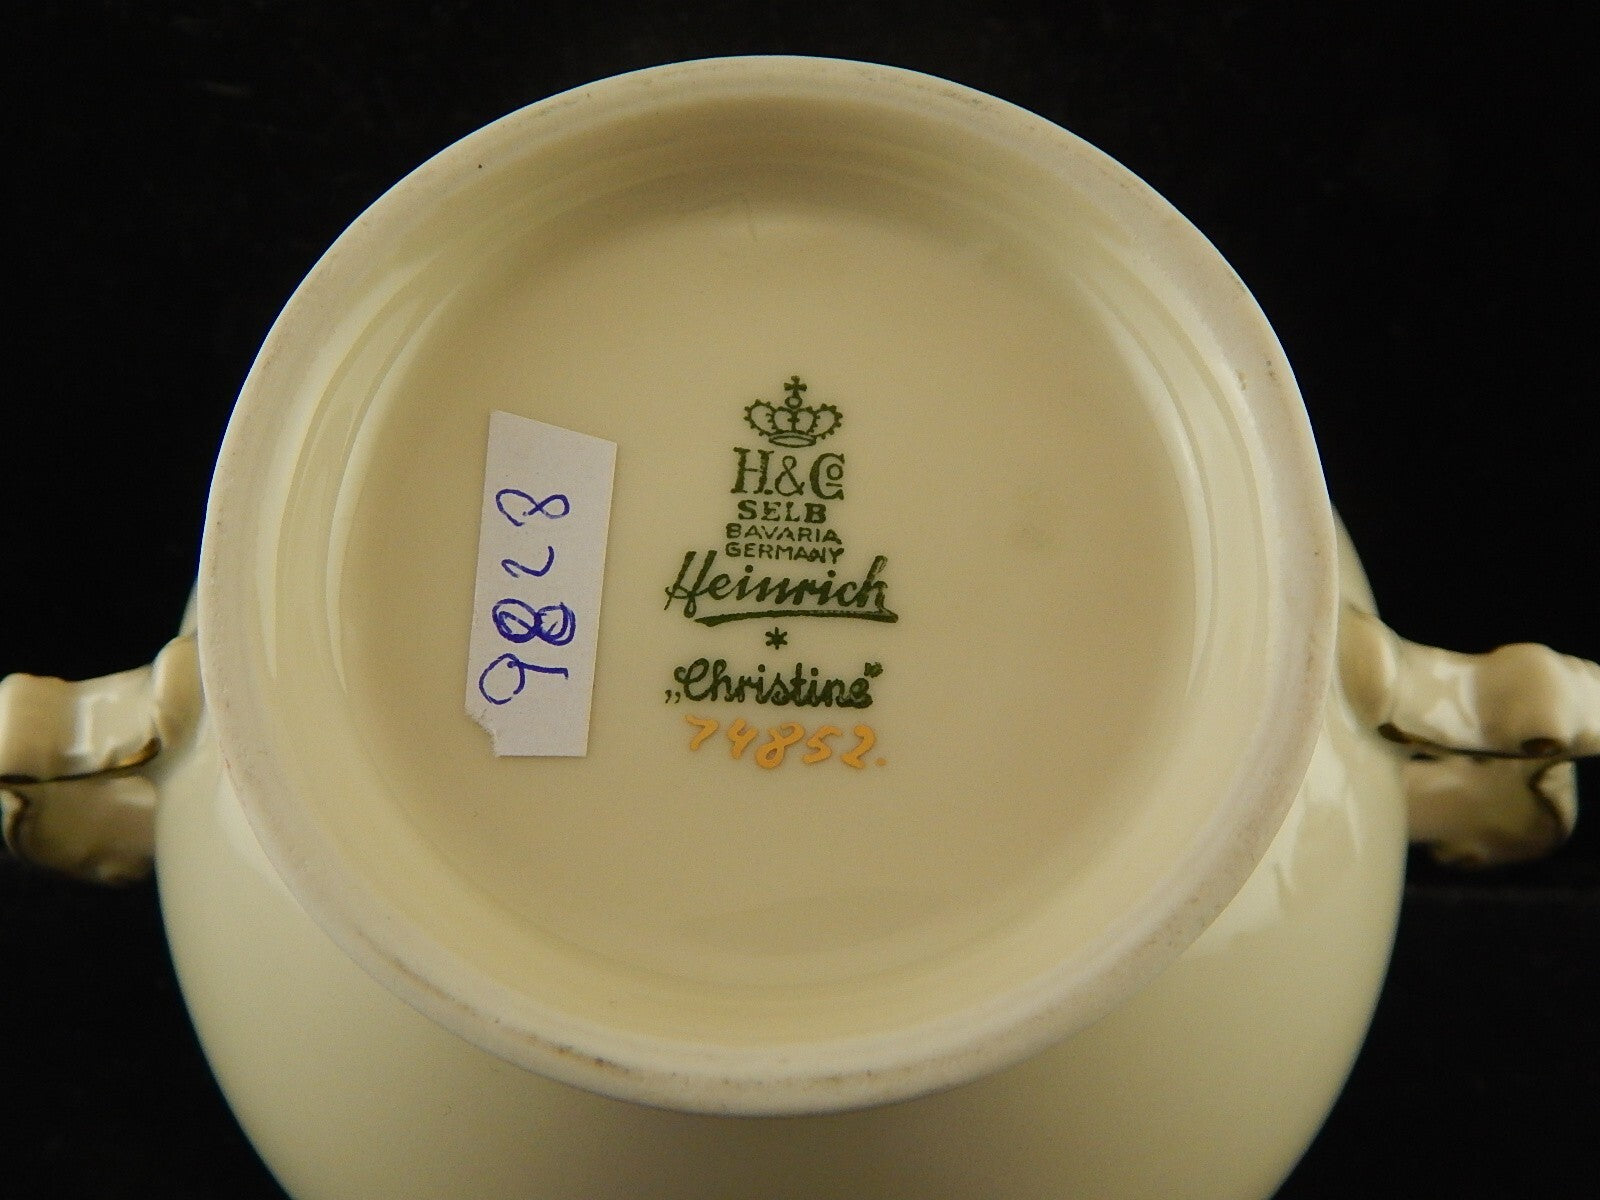 H.&Co
SELB
BAVARIA
GERMANY
Heinrich
*
„Christine"
74852.
9828